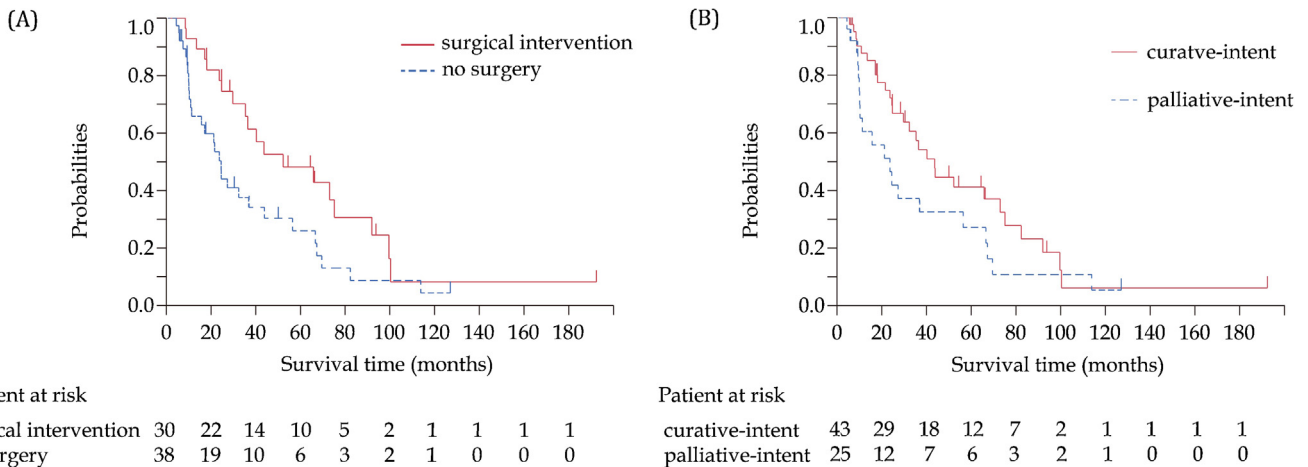 (A)
1.0
0.8
0.6
0.4
0.2
0.0
Probabilities
surgical intervention
no surgery
0 20 40 60 80 100 120 140 160 180
Survival time (months)
ent at risk
cal intervention 30 22 14 10 5 2 1 1 1 1
urgery 38 19 10 6 3 2 1 0 0 0
(B)
1.0
0.8
0.6
0.4
0.2
0.0
Probabilities
curatve-intent
palliative-intent
0 20 40 60 80 100 120 140 160 180
Survival time (months)
Patient at risk
curative-intent 43 29 18 12 7 2 1 1 1 1
palliative-intent 25 12 7 6 3 2 1 0 0 0